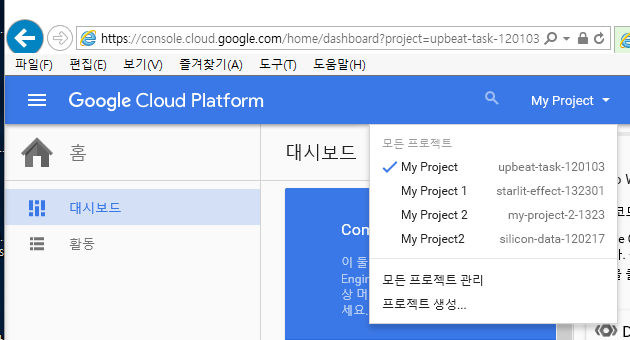 https://console.cloud.google.com/home/dashboard?project=upbeat-task-120103
파일(F) 편집(E) 보기(V) 즐겨찾기(A) 도구(T) 도움말(H)
Google Cloud Platform My Project
홈
대시보드
활동
대시보드
모든 프로젝트
My Project upbeat-task-120103
My Project 1 starlit-effect-132301
My Project 2 my-project-2-1323
My Project2 silicon-data-120217
모든 프로젝트 관리
프로젝트 생성...
이 둘
Engin
상 머
세요.